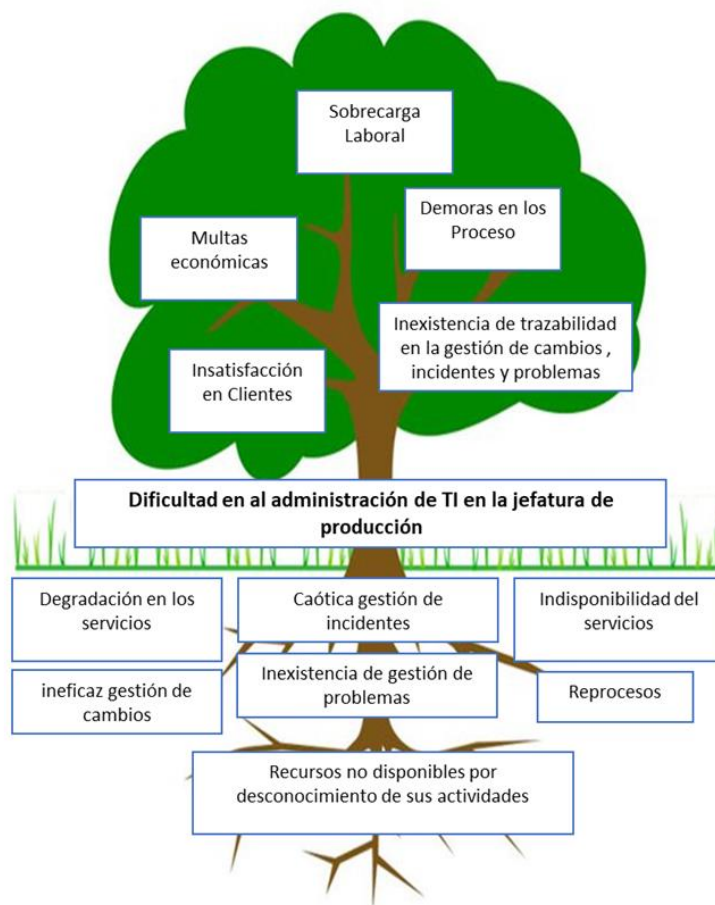 Sobrecarga
Laboral
Demoras en los
Proceso
Multas
económicas
Inexistencia de trazabilidad
en la gestión de cambios ,
incidentes y problemas
Insatisfacción
en Clientes
Dificultad en al administración de TI en la jefatura de
producción
Degradación en los
servicios
Caótica gestión de
incidentes
Indisponibilidad del
servicios
ineficaz gestión de
cambios
Inexistencia de gestión de
problemas
Reprocesos
Recursos no disponibles por
desconocimiento de sus actividades